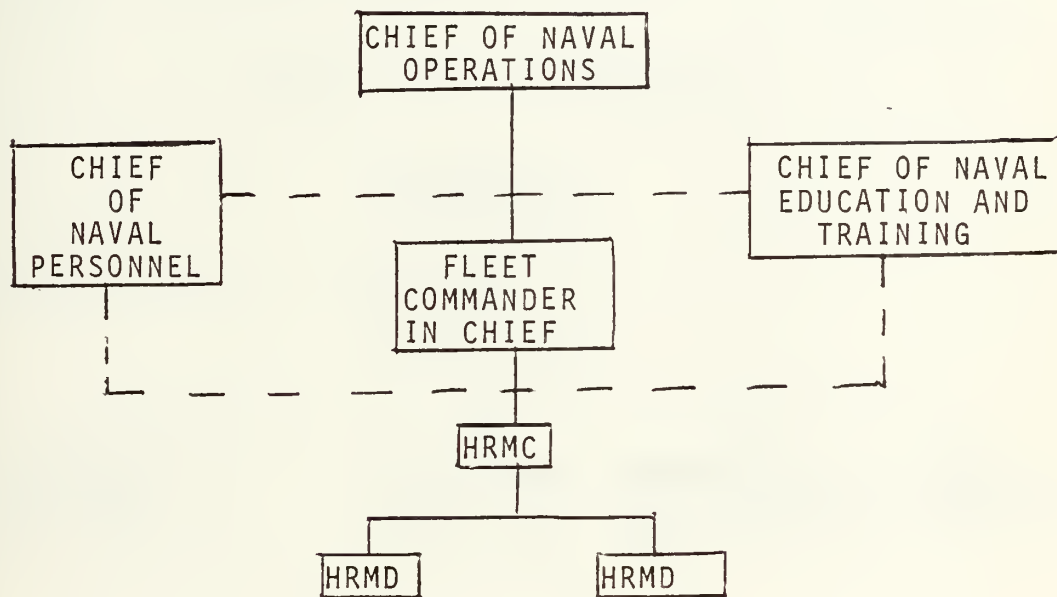 CHIEF OF NAVAL
OPERATIONS
CHIEF
OF
NAVAL
PERSONNEL
CHIEF OF NAVAL
EDUCATION AND
TRAINING
FLEET
COMMANDER
IN CHIEF
HRMC
HRMD
HRMD